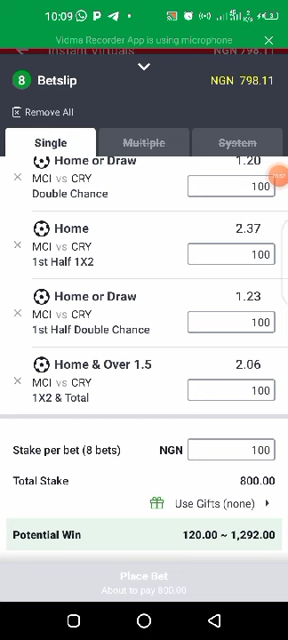 10:09
Vidma Recorder App is using microphone
Instant Virtuals
8 Betslip NGN 798.11
Remove All
Single Multiple System
Home or Draw 1.20
MCI vs CRY
Double Chance 100
Home 2.37
MCI vs CRY
1st Half 1X2 100
Home or Draw 1.23
MCI vs CRY
1st Half Double Chance 100
Home & Over 1.5 2.06
MCI vs CRY
1X2 & Total 100
Stake per bet (8 bets) NGN 100
Total Stake 800.00
Use Gifts (none)
Potential Win 120.00 ~ 1,292.00
Place Bet
About to pay 800.00